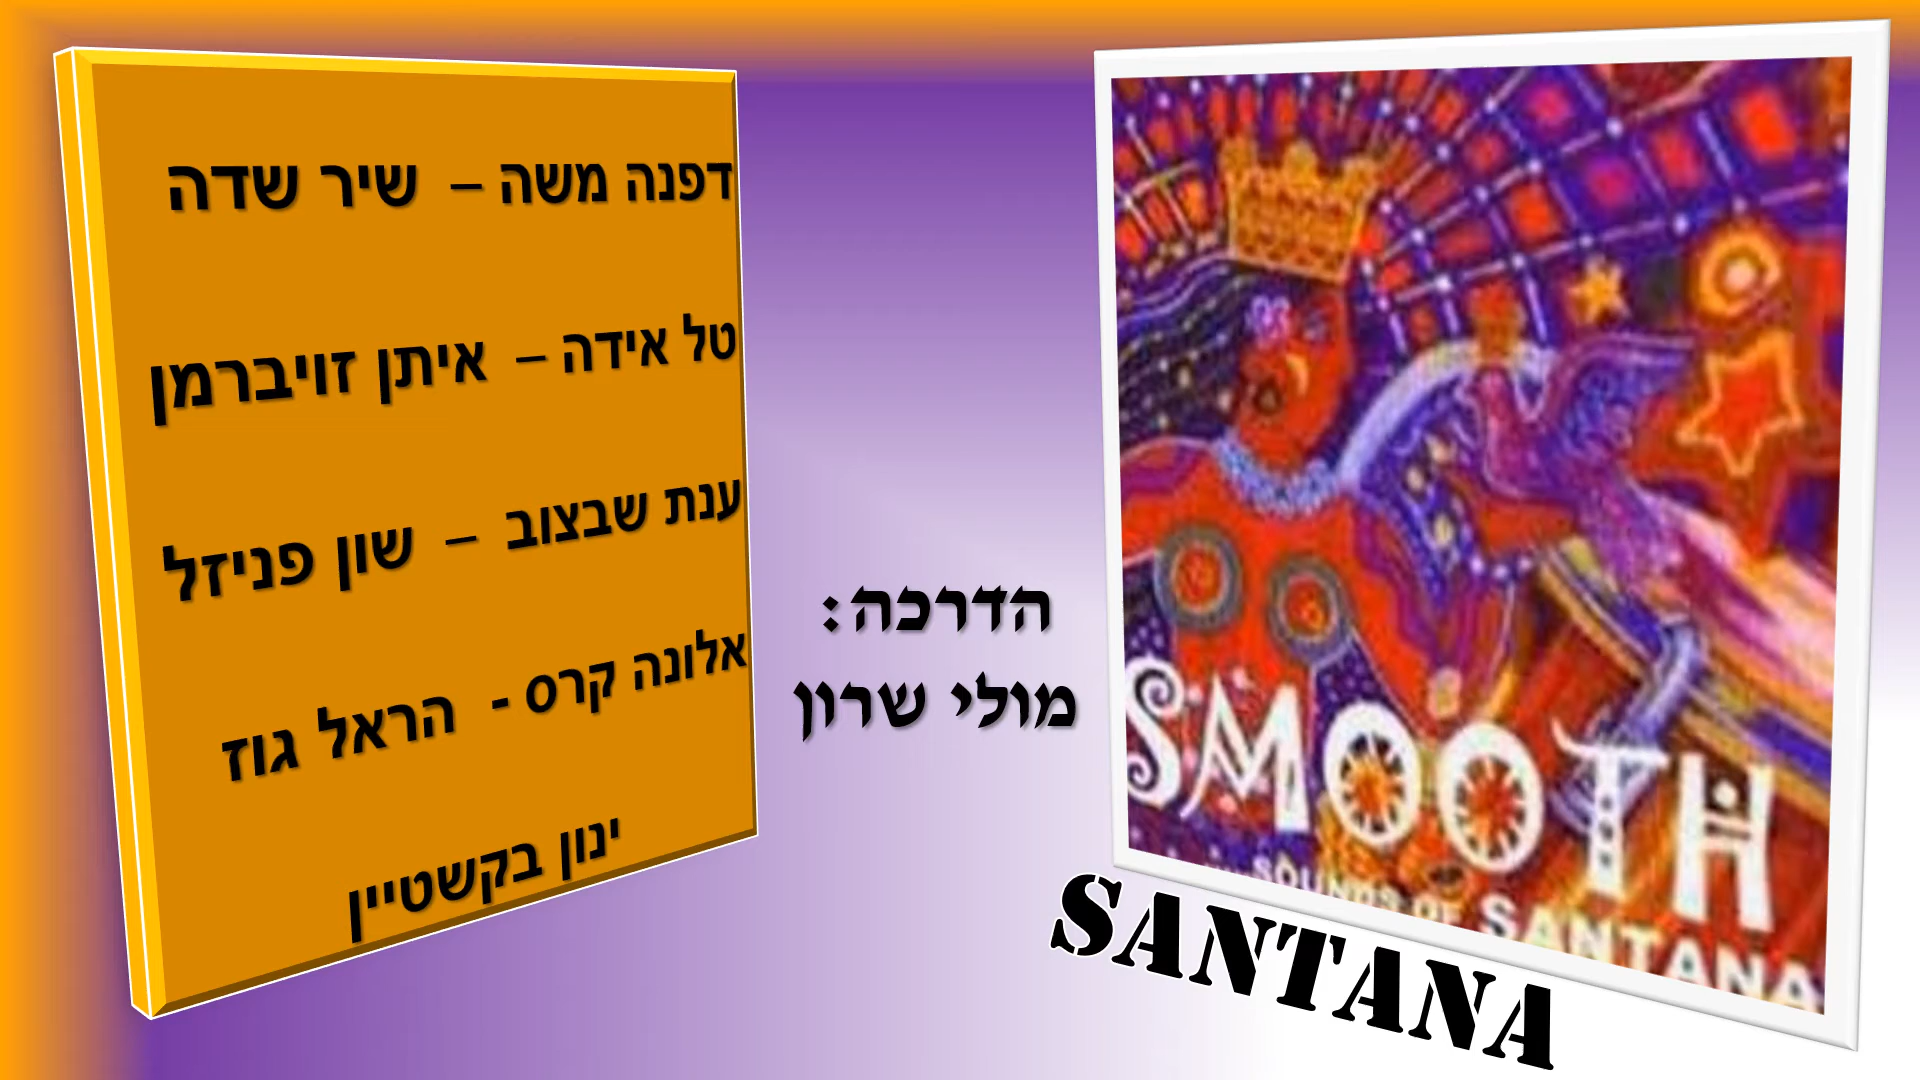 דפנה משה – שיר שדה
טל אידה – איתן זויברמן
ענת שבצוב – שון פניזל
אלונה קרס - הראל גוז
ינון בקשטיין
הדרכה:
מולי שרון
SMOOTH
SOUNDS OF SANTANA
SANTANA